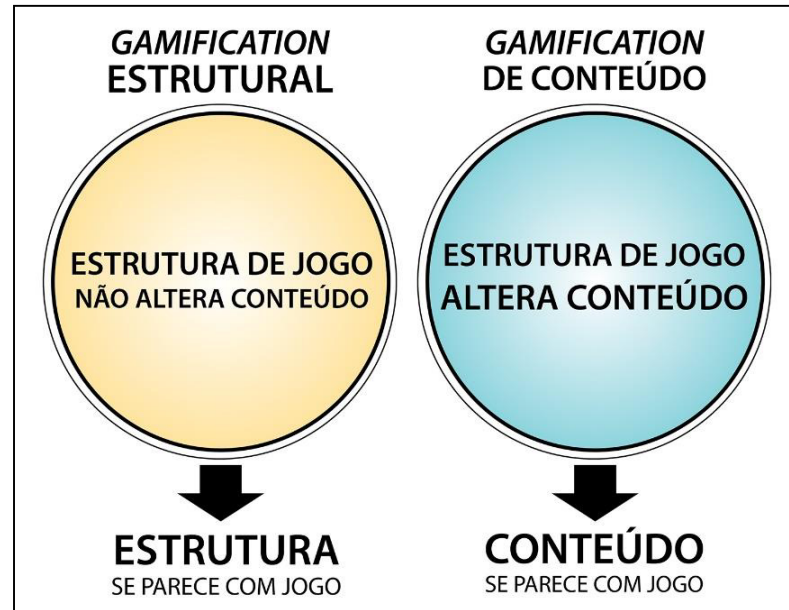 GAMIFICATION
ESTRUTURAL
ESTRUTURA DE JOGO
NÃO ALTERA CONTEÚDO
ESTRUTURA
SE PARECE COM JOGO
GAMIFICATION
DE CONTEÚDO
ESTRUTURA DE JOGO
ALTERA CONTEÚDO
CONTEÚDO
SE PARECE COM JOGO